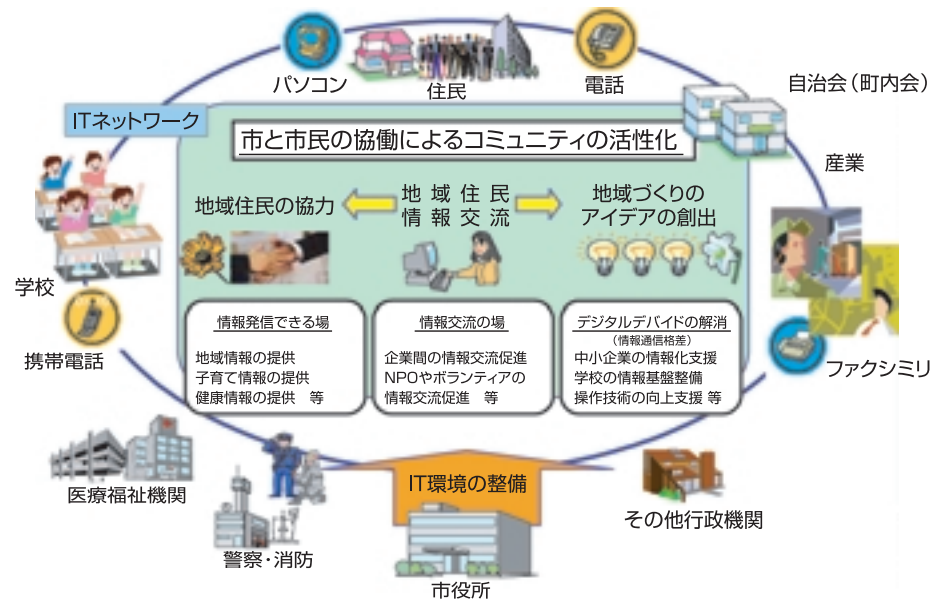 パソコン
住民
電話
自治会（町内会）
ITネットワーク
市と市民の協働によるコミュニティの活性化
産業
地域住民の協力
地域住民
情報交流
地域づくりの
アイデアの創出
学校
携帯電話
情報発信できる場
地域情報の提供
子育て情報の提供
健康情報の提供　等
情報交流の場
企業間の情報交流促進
NPOやボランティアの
情報交流促進　等
デジタルデバイドの解消
（情報通信格差）
中小企業の情報化支援
学校の情報基盤整備
操作技術の向上支援 等
ファクシミリ
医療福祉機関
警察・消防
IT環境の整備
市役所
その他行政機関